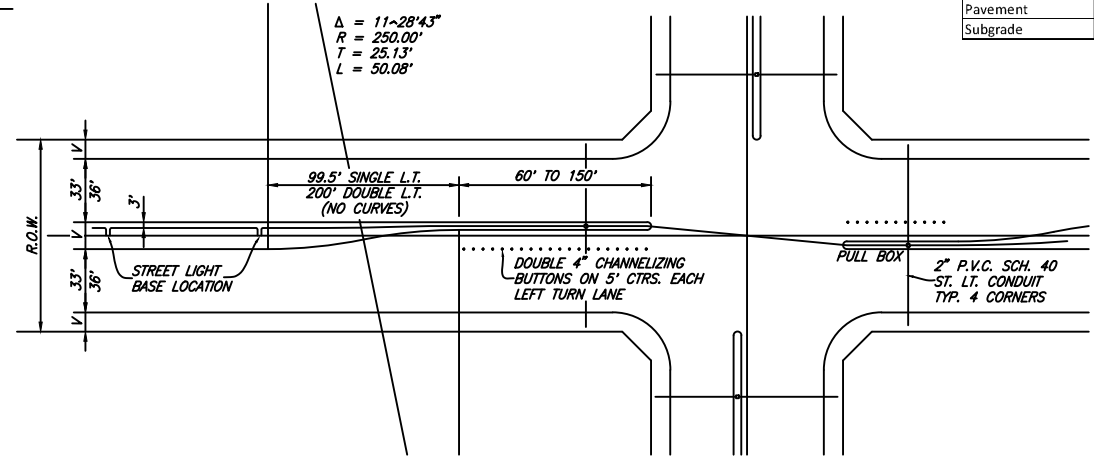 Pavement
Subgrade
Δ = 11~28'43"
R = 250.00'
T = 25.13'
L = 50.08'
V
99.5' SINGLE L.T.
200' DOUBLE L.T.
(NO CURVES)
60' TO 150'
33'
36'
3'
R.O.W.
V
V
STREET LIGHT
BASE LOCATION
DOUBLE 4" CHANNELIZING
BUTTONS ON 5' CTRS. EACH
LEFT TURN LANE
PULL BOX
2" P.V.C. SCH. 40
ST. LT. CONDUIT
TYP. 4 CORNERS
33'
36'
V